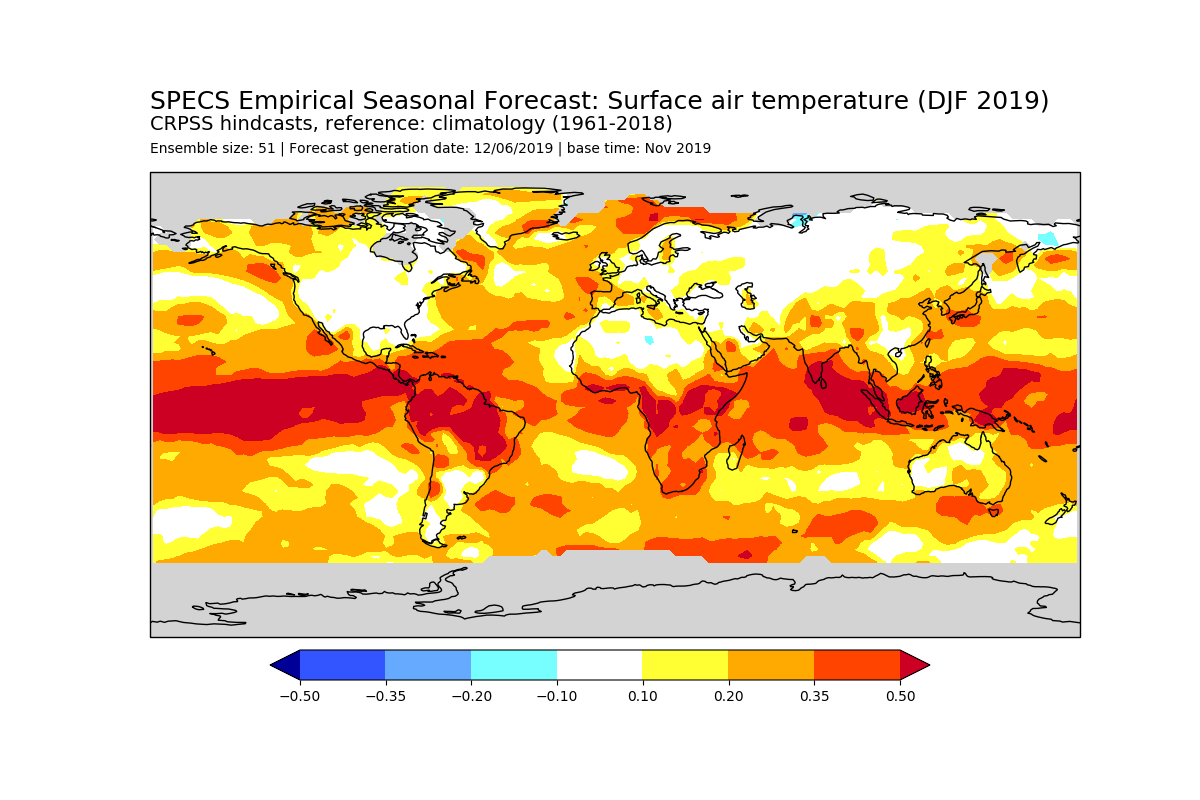 SPECS Empirical Seasonal Forecast: Surface air temperature (DJF 2019)
CRPSS hindcasts, reference: climatology (1961-2018)
Ensemble size: 51 | Forecast generation date: 12/06/2019 | base time: Nov 2019
−0.50 −0.35 −0.20 −0.10 0.10 0.20 0.35 0.50